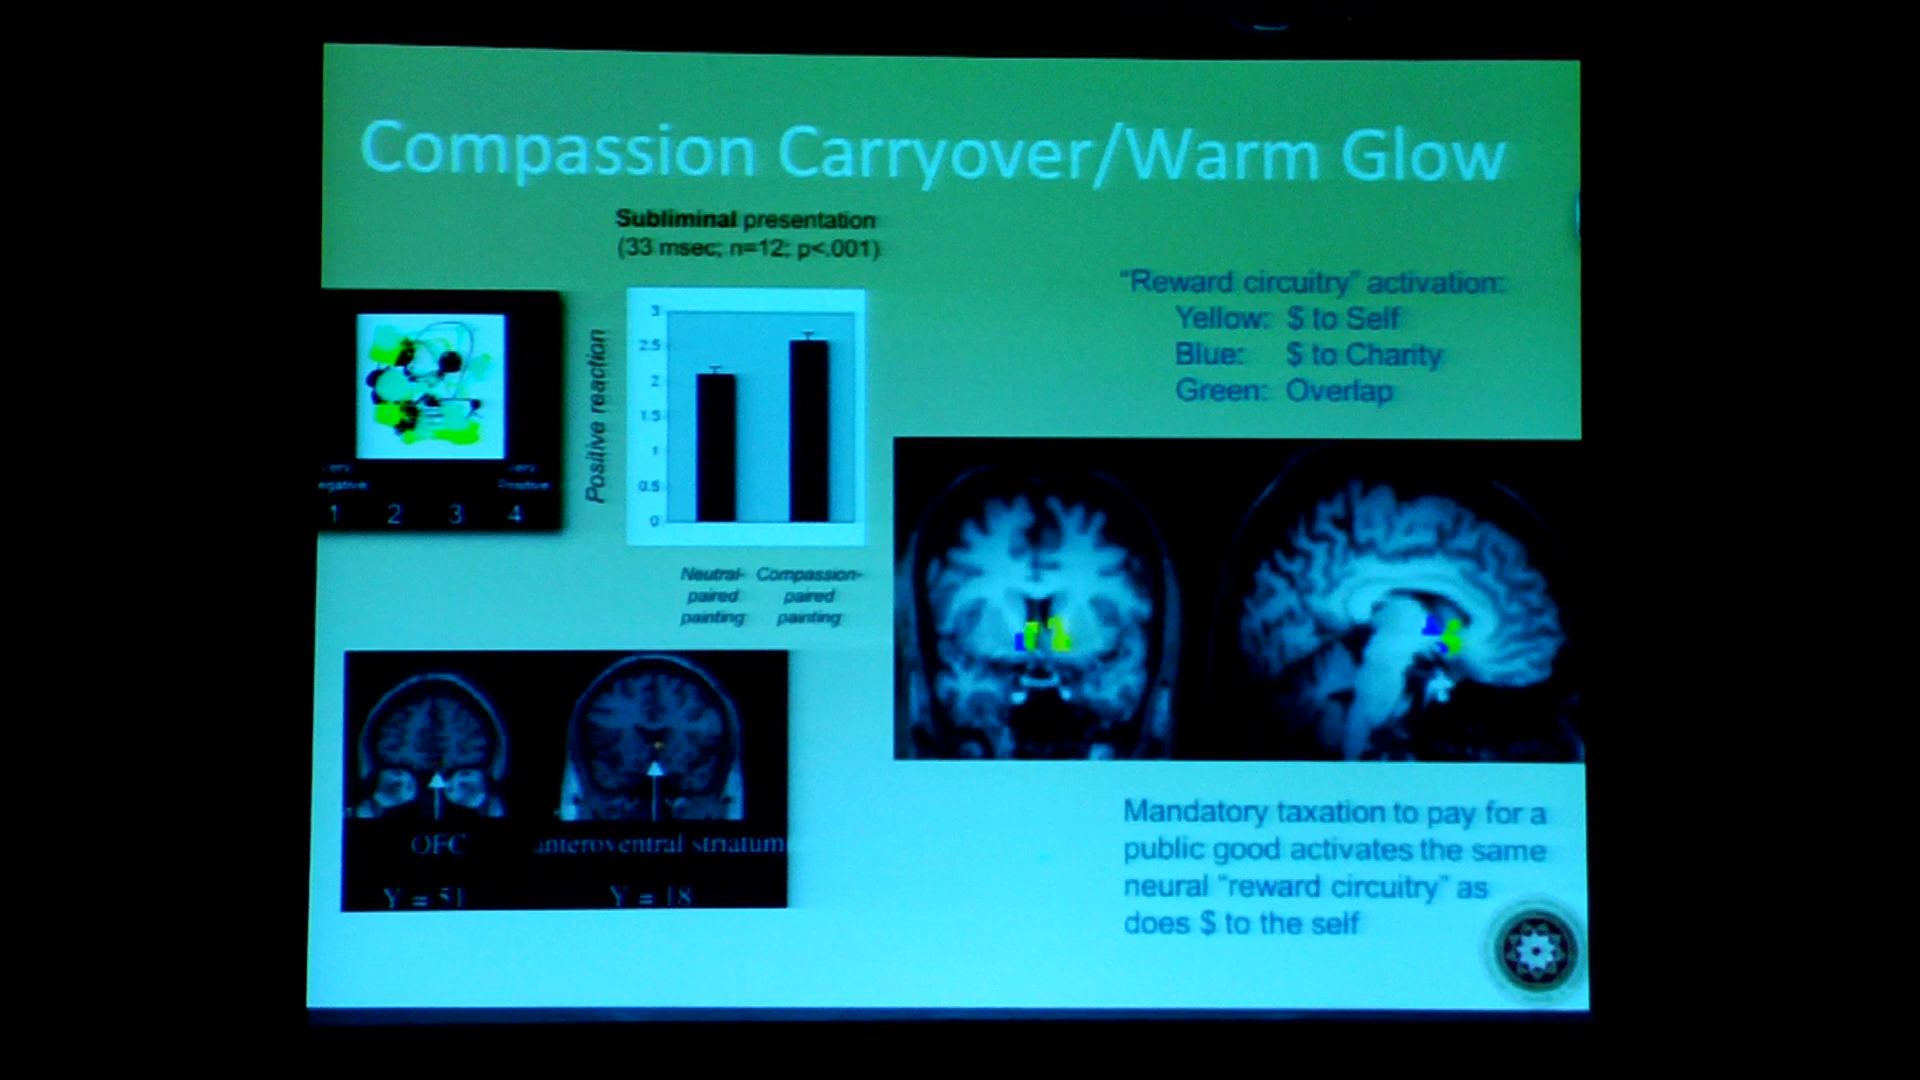 Compassion Carryover/Warm Glow
Subliminal presentation
(33 msec; n=12; p<.001)
"Reward circuitry" activation:
Yellow: $ to Self
Blue: $ to Charity
Green: Overlap
Positive reaction
3
2.5
2
1.5
1
0.5
0
Neutral- Compassion-
paired paired
painting painting
Positive
1 2 3 4
OFC anteroventral striatum
Y = 51 Y = 18
Mandatory taxation to pay for a
public good activates the same
neural "reward circuitry" as
does $ to the self